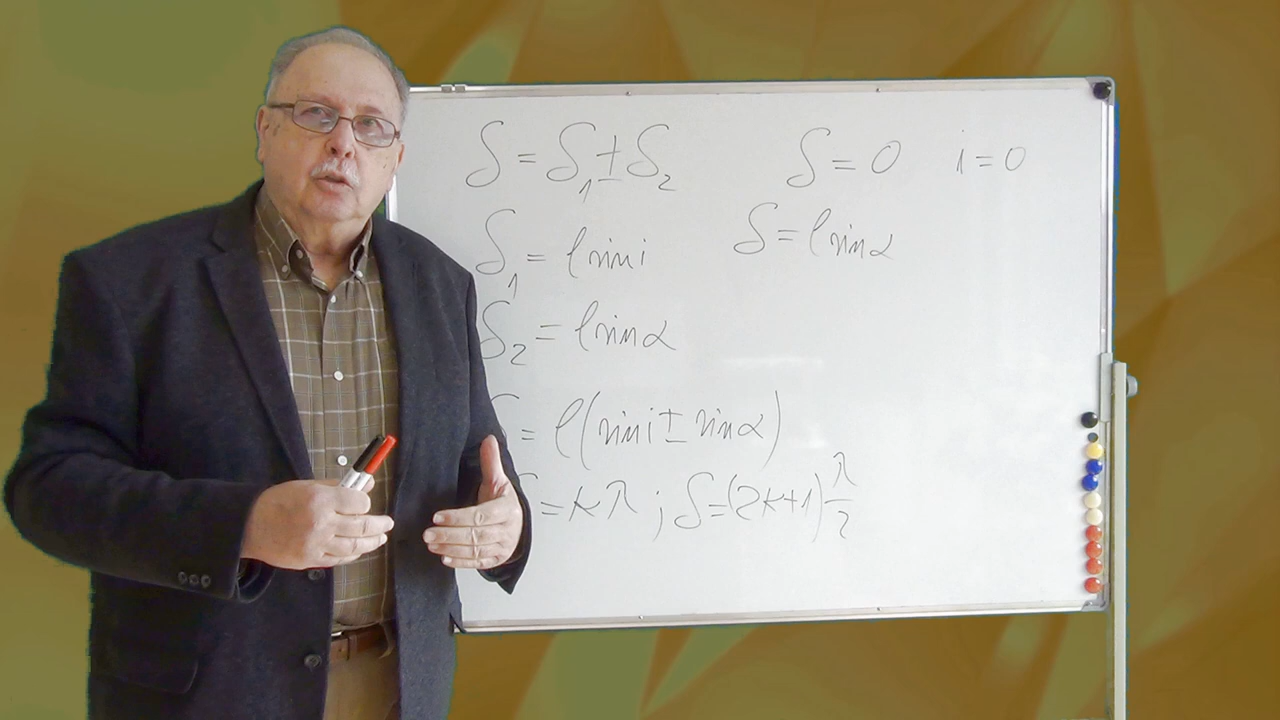 δ = δ₁ ± δ₂ δ = 0 i = 0
δ₁ = l sin i δ = l sin α
δ₂ = l sin α
δ = l(sin i ± sin α)
δ = kλ ; δ = (2k+1) λ/2